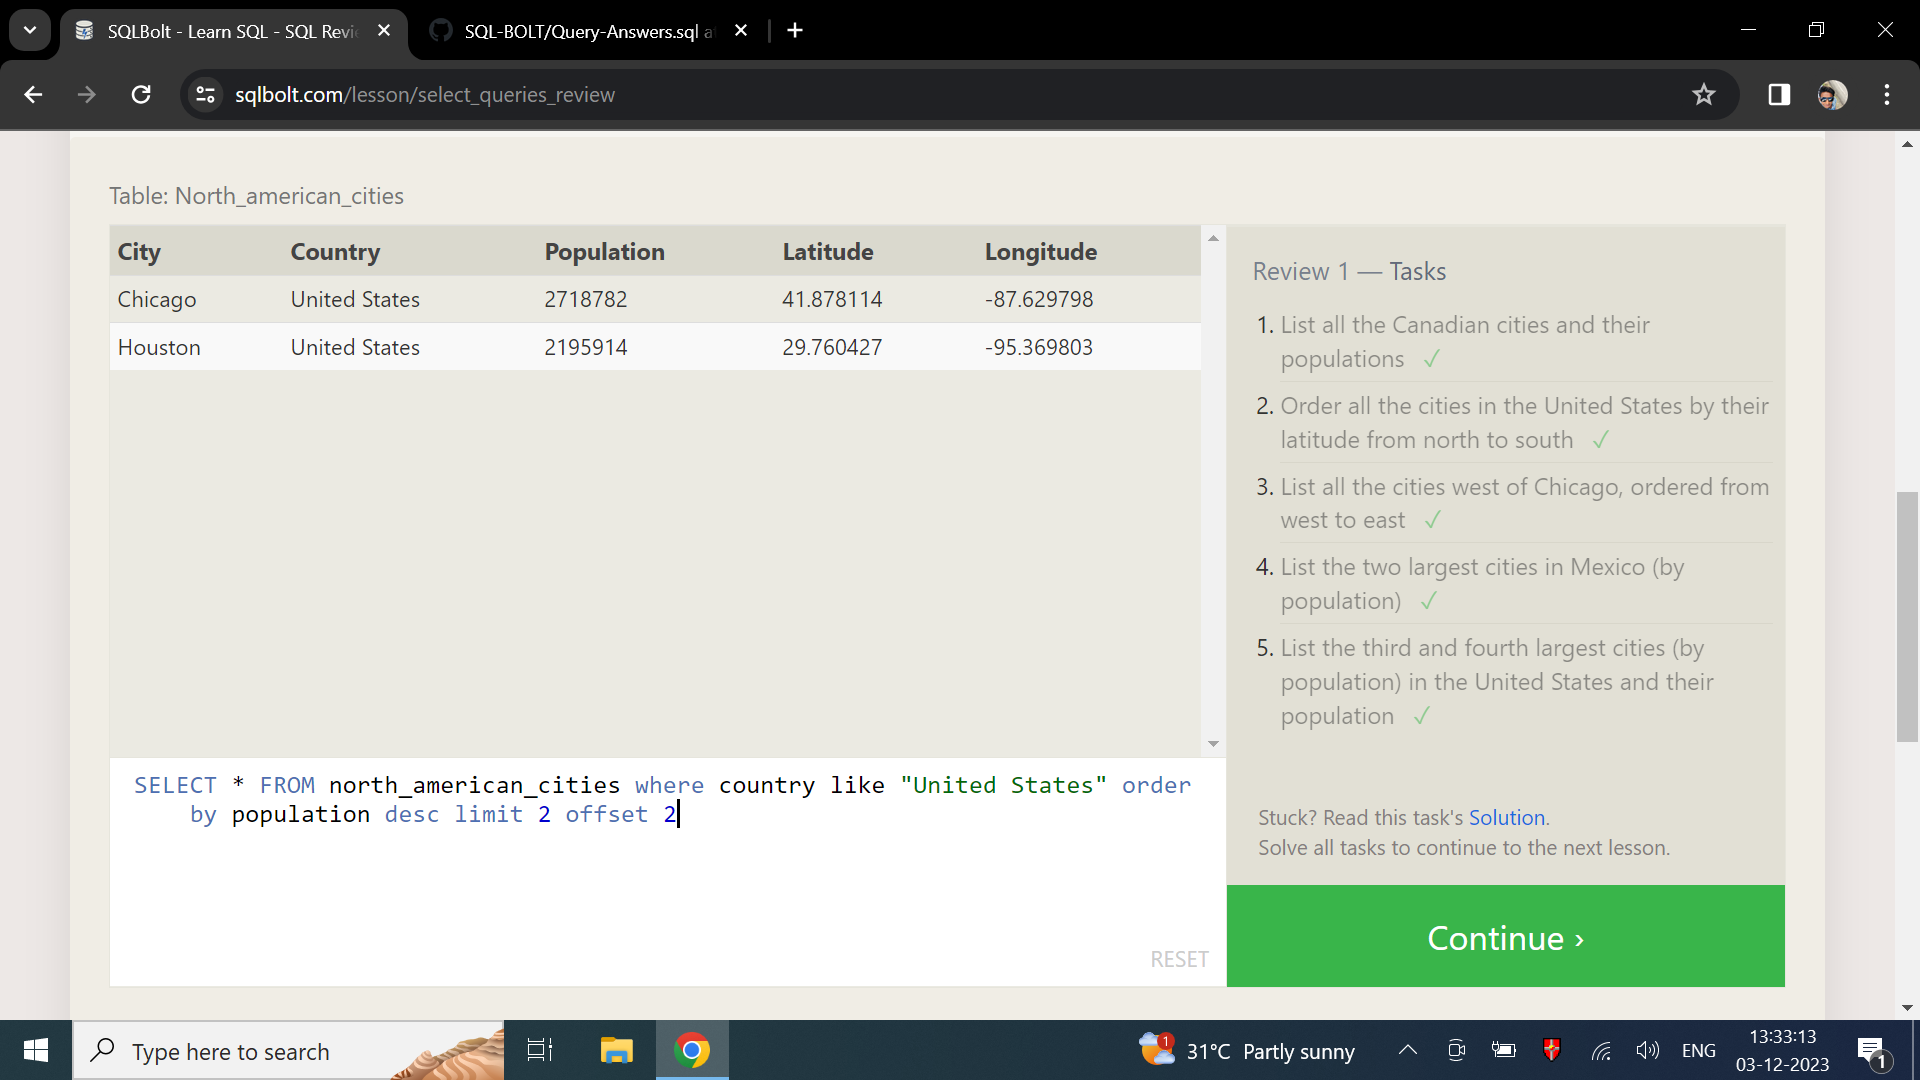 SQLBolt - Learn SQL - SQL Revi
SQL-BOLT/Query-Answers.sql a
sqlbolt.com/lesson/select_queries_review
Table: North_american_cities
City Country Population Latitude Longitude
Chicago United States 2718782 41.878114 -87.629798
Houston United States 2195914 29.760427 -95.369803
SELECT * FROM north_american_cities where country like "United States" order
by population desc limit 2 offset 2
RESET
Review 1 — Tasks
1. List all the Canadian cities and their
populations ✓
2. Order all the cities in the United States by their
latitude from north to south ✓
3. List all the cities west of Chicago, ordered from
west to east ✓
4. List the two largest cities in Mexico (by
population) ✓
5. List the third and fourth largest cities (by
population) in the United States and their
population ✓
Stuck? Read this task's Solution.
Solve all tasks to continue to the next lesson.
Continue ›
Type here to search
1
31°C Partly sunny
ENG
13:33:13
03-12-2023
1